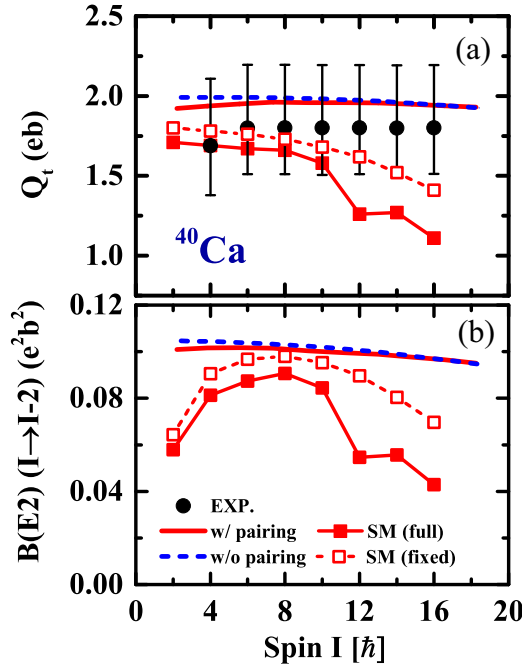 (a)
2.5
2.0
1.5
1.0
Qt (eb)
40Ca
(b)
0.12
0.08
0.04
0.00
B(E2) (I→I-2) (e²b²)
EXP.
w/ pairing SM (full)
w/o pairing SM (fixed)
0 4 8 12 16 20
Spin I [ℏ]